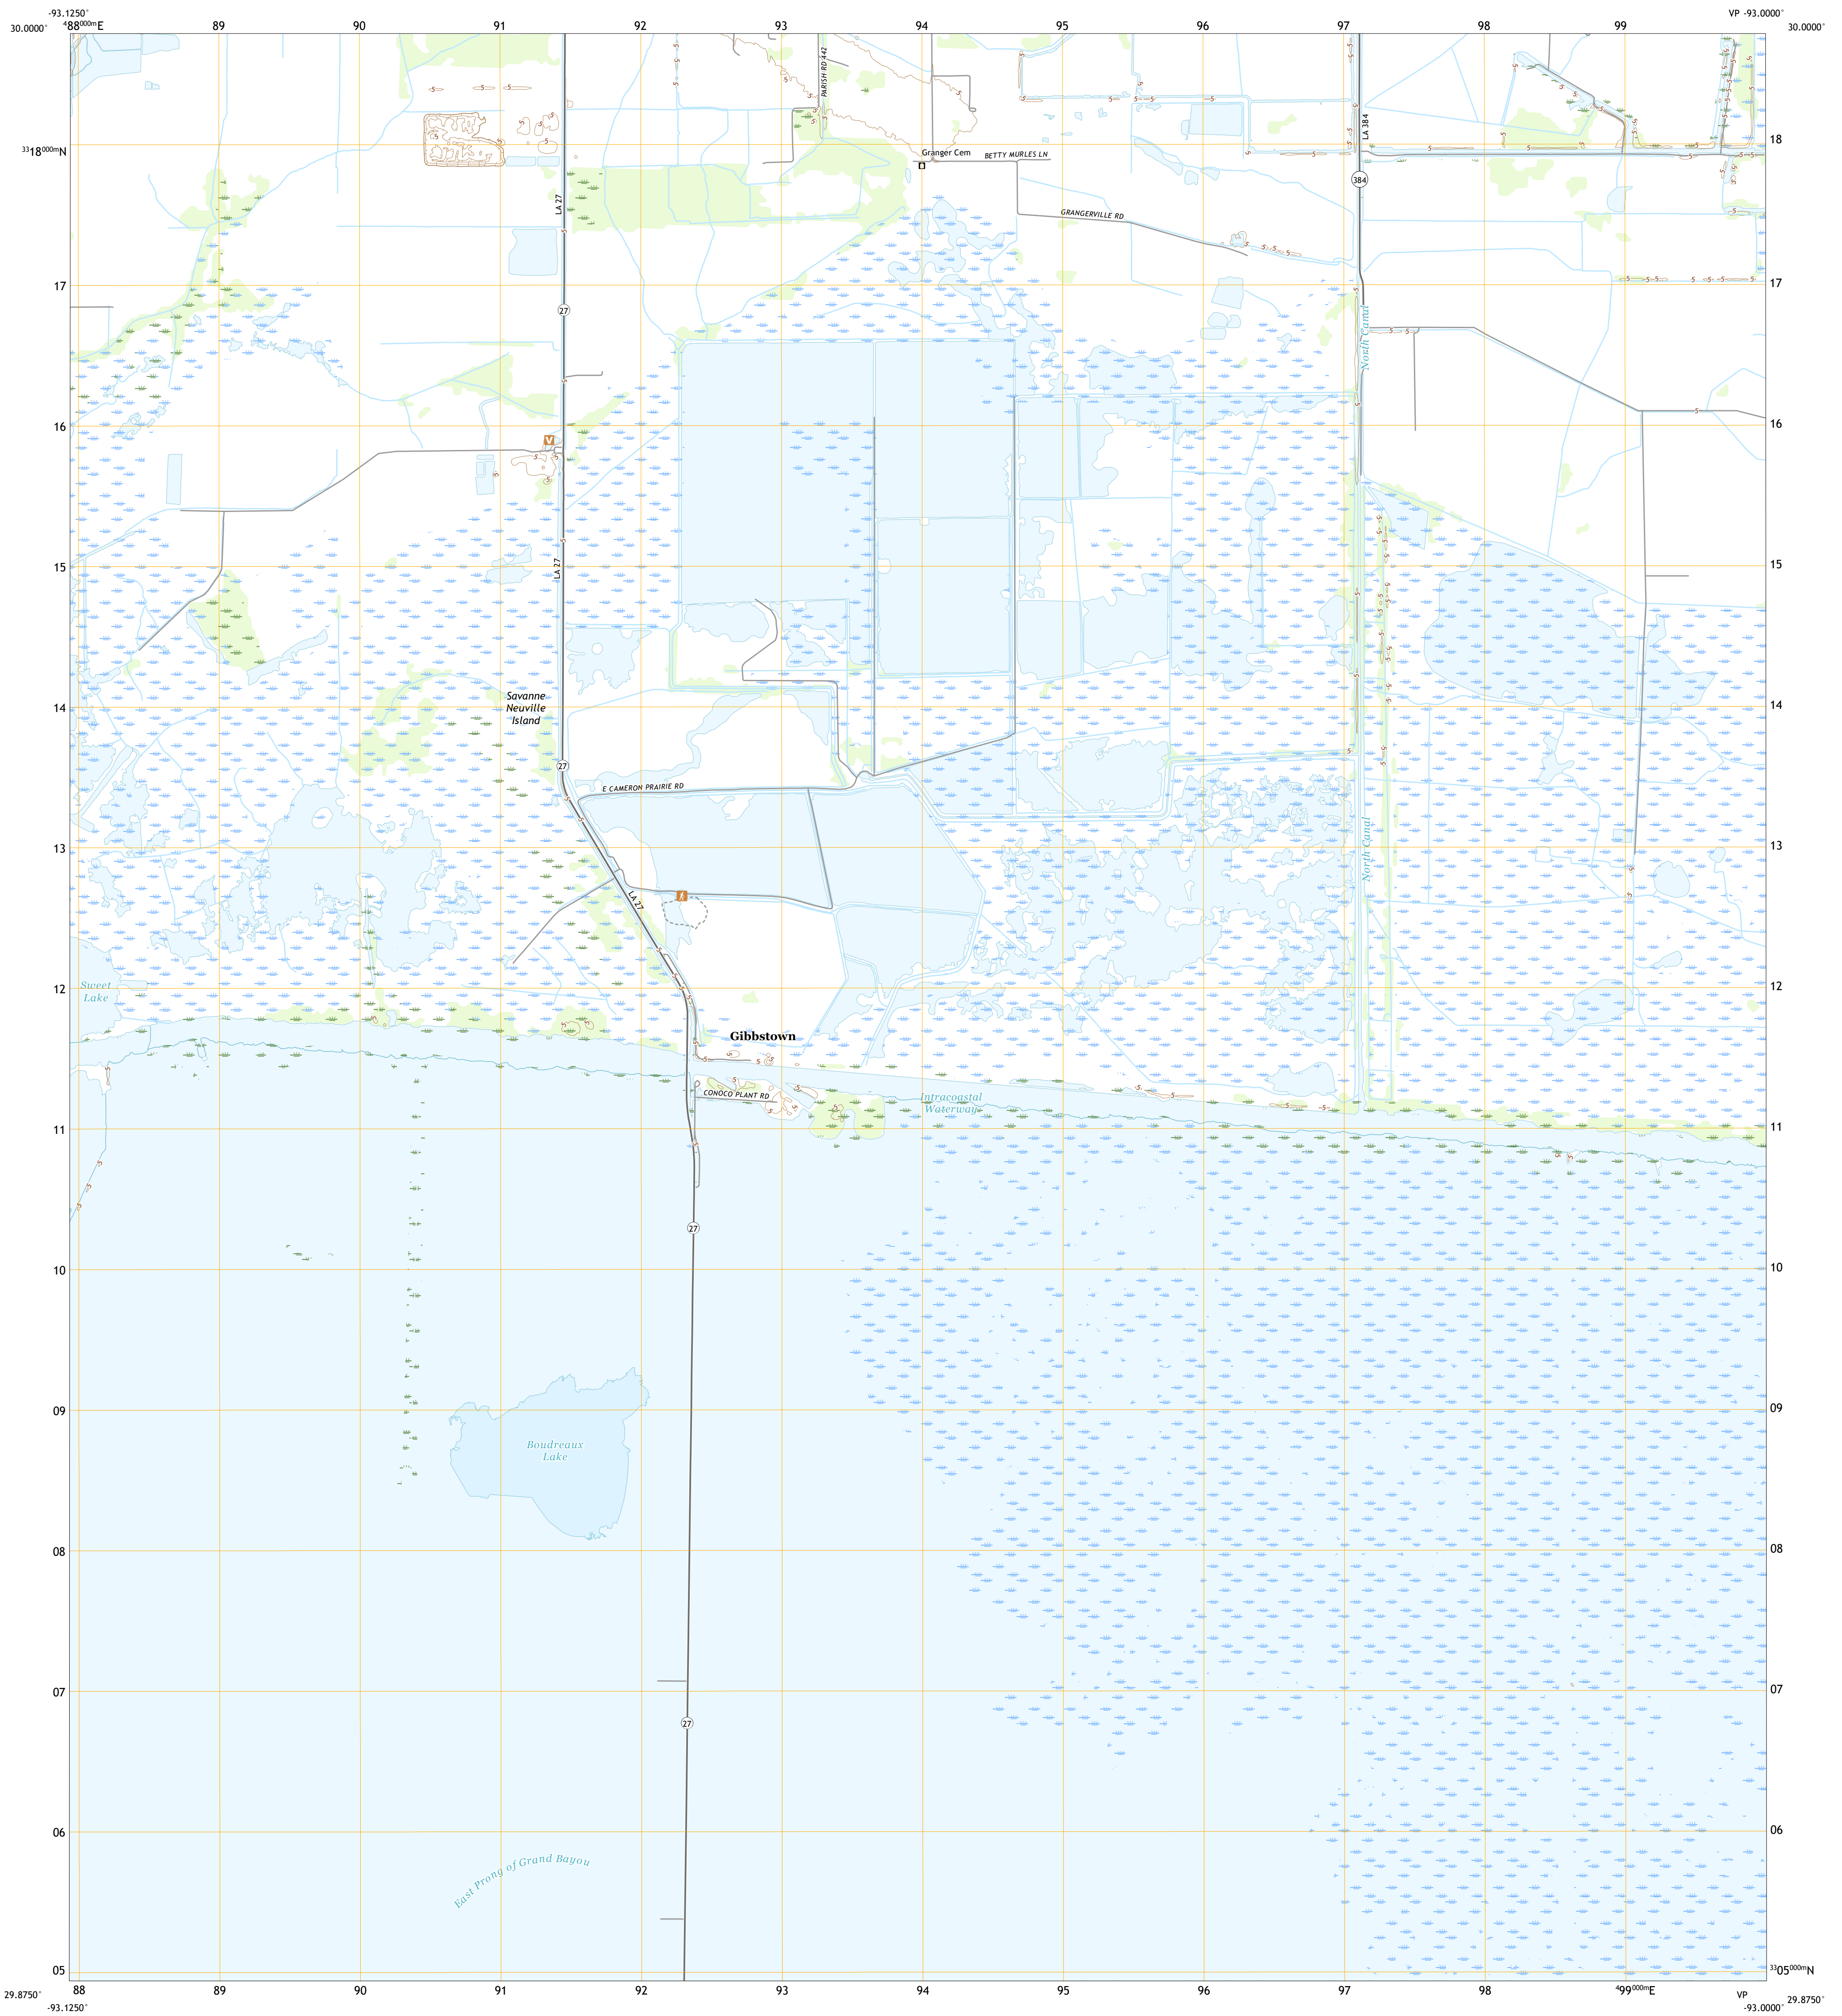 -93.1250°
VP -93.0000°
30.0000°
⁴88⁰⁰⁰ᵐE
89
90
91
92
93
94
95
96
97
98
99
30.0000°
PARISH RD 442
LA 384
³³18⁰⁰⁰ᵐN
18
Granger Cem
BETTY MURLES LN
384
LA 27
GRANGERVILLE RD
17
17
27
North Canal
16
16
V
15
LA 27
15
Savanne
Neuville
Island
14
14
27
E CAMERON PRAIRIE RD
13
North Canal
13
LA 27
Sweet
Lake
12
12
Gibbstown
CONOCO PLANT RD
Intracoastal
Waterway
11
11
27
10
10
09
09
Boudreaux
Lake
08
08
07
07
27
06
06
East Prong of Grand Bayou
05
³³05⁰⁰⁰ᵐN
29.8750°
88
89
90
91
92
93
94
95
96
97
98
⁴99⁰⁰⁰ᵐE
VP
29.8750°
-93.1250°
-93.0000°